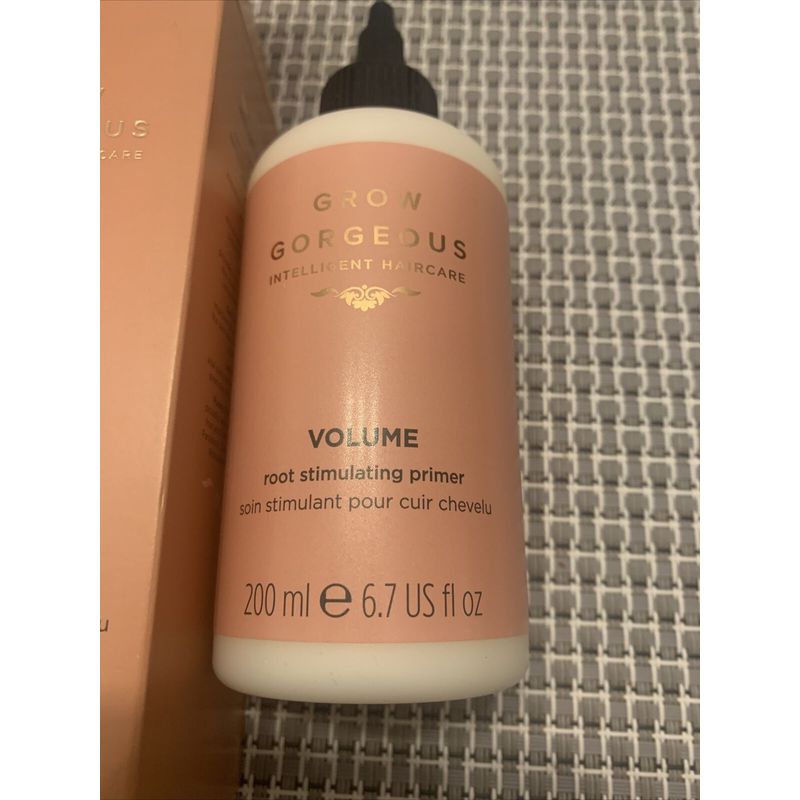 GROW
GORGEOUS
INTELLIGENT HAIRCARE
VOLUME
root stimulating primer
soin stimulant pour cuir chevelu
200 ml e 6.7 US fl oz
OUS
CARE